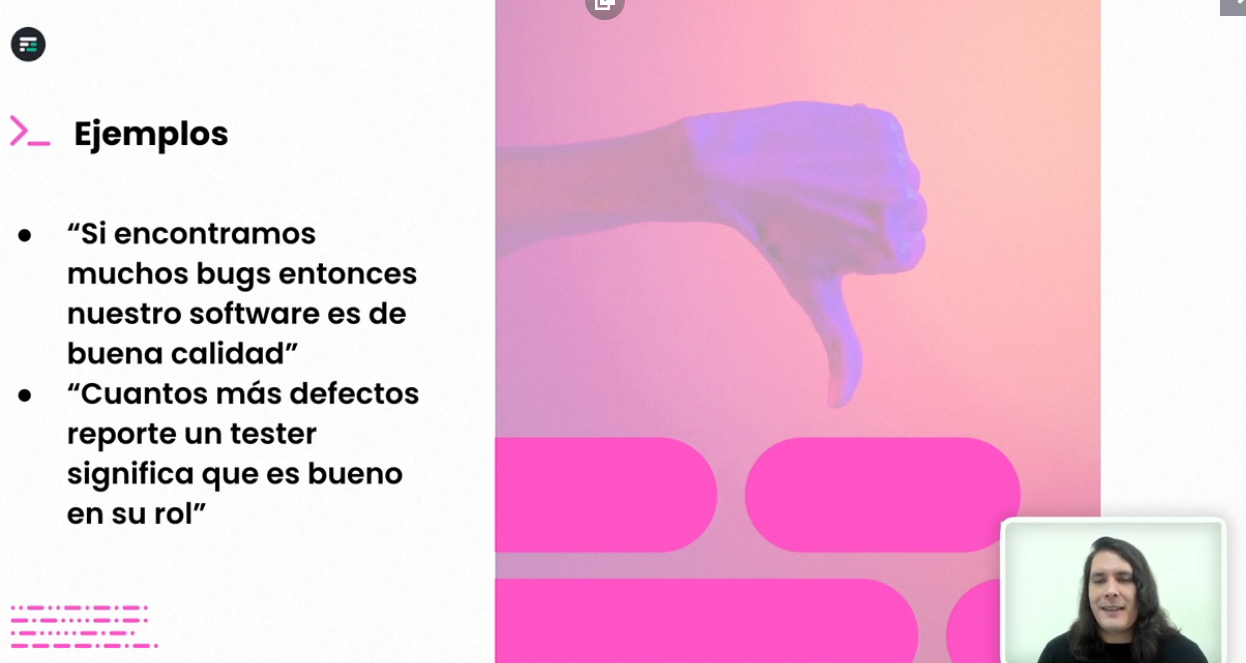 Ejemplos
● “Si encontramos
muchos bugs entonces
nuestro software es de
buena calidad”
● “Cuantos más defectos
reporte un tester
significa que es bueno
en su rol”